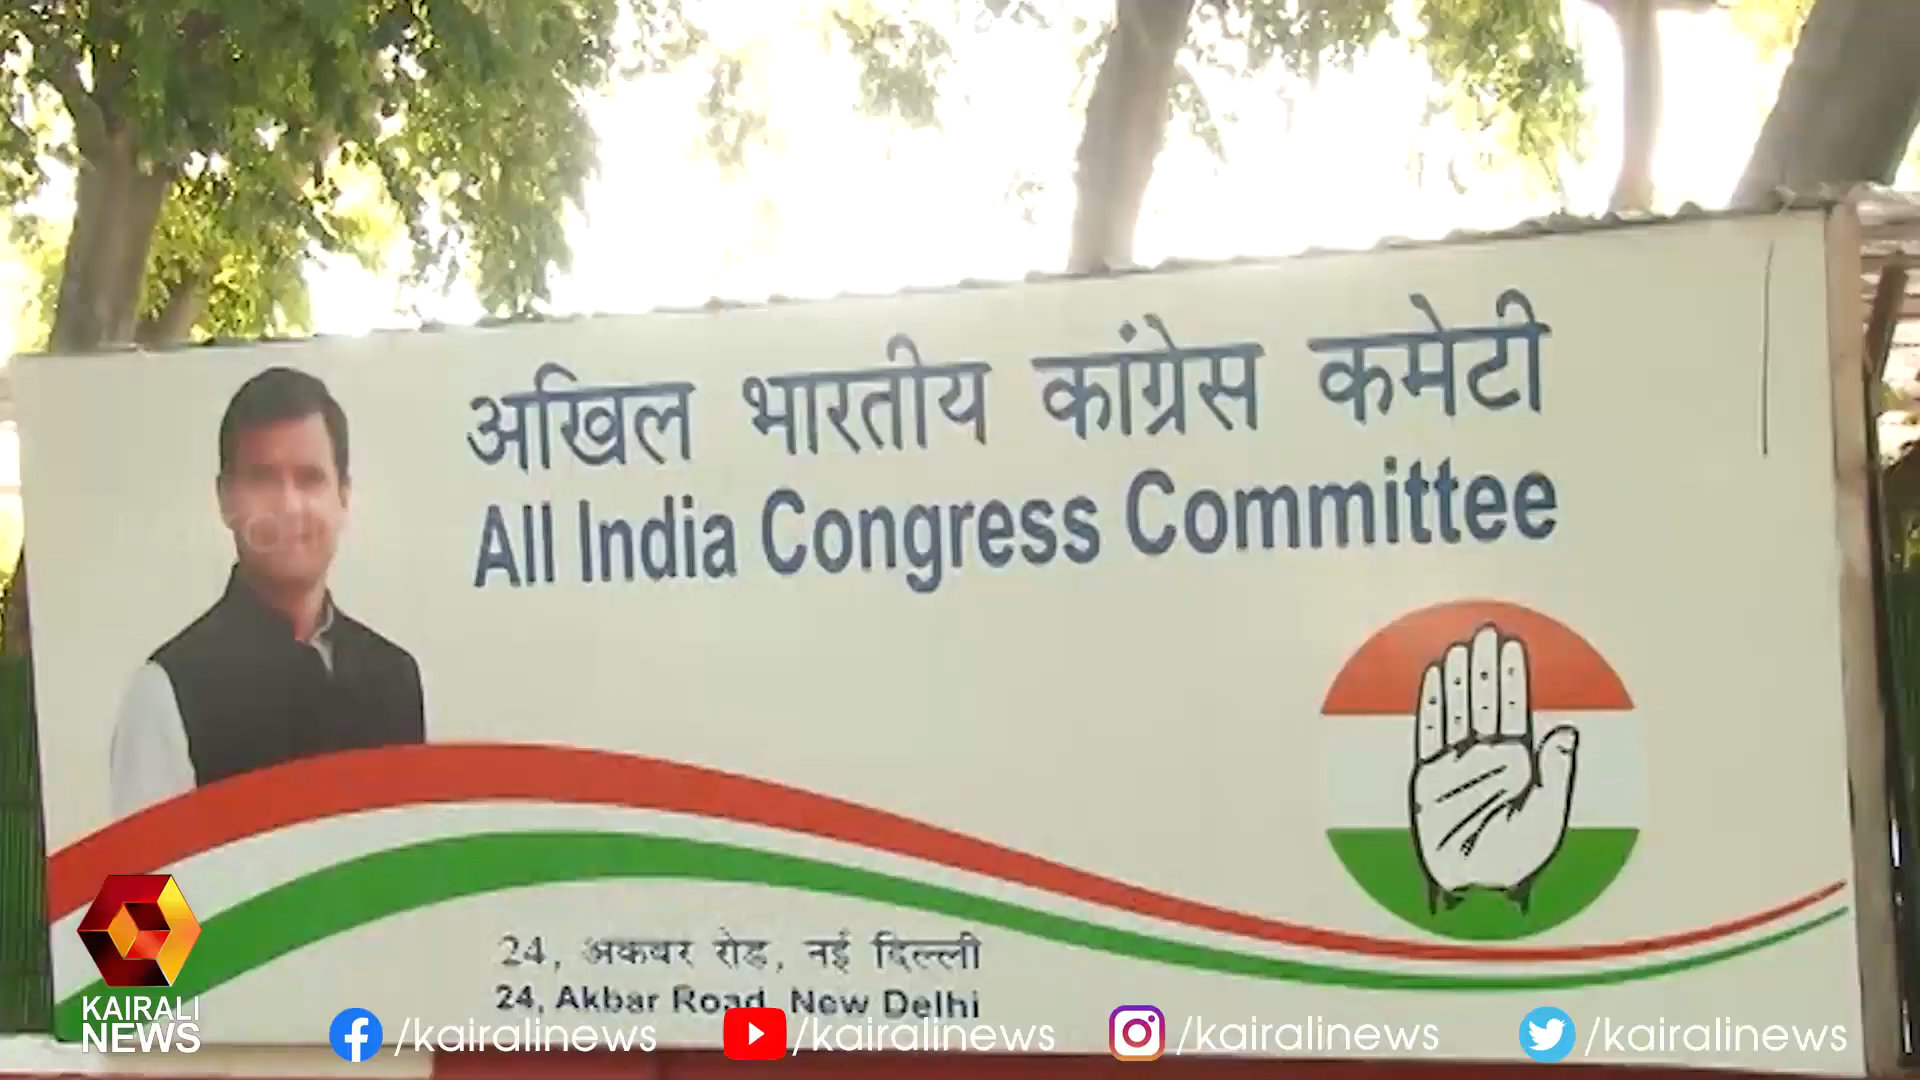 अखिल भारतीय कांग्रेस कमेटी
All India Congress Committee
24, अकबर रोड, नई दिल्ली
24, Akbar Road, New Delhi
KAIRALI
NEWS
/kairalinews
/kairalinews
/kairalinews
/kairalinews